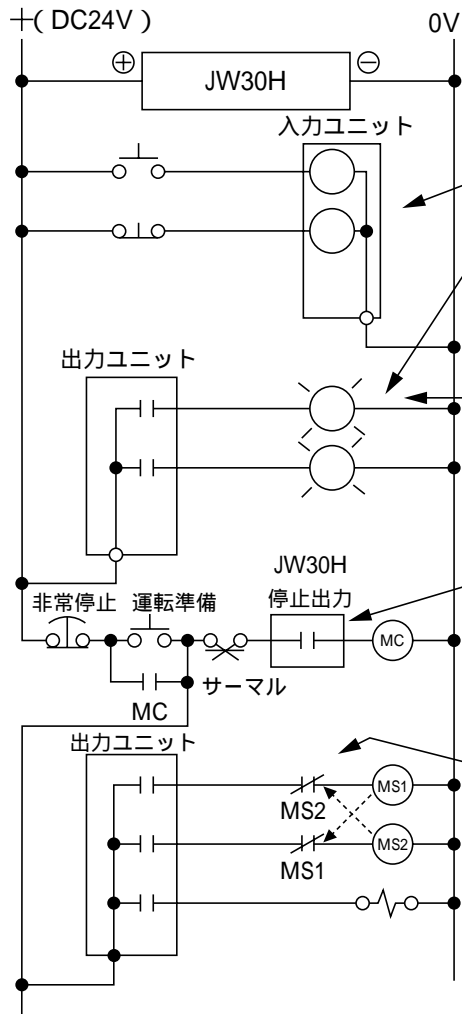 +( DC24V )
0V
⊕ JW30H ⊖
入力ユニット
出力ユニット
JW30H
停止出力
非常停止 運転準備
MC
サーマル
MC
出力ユニット
MS1
MS2
MS2
MS1